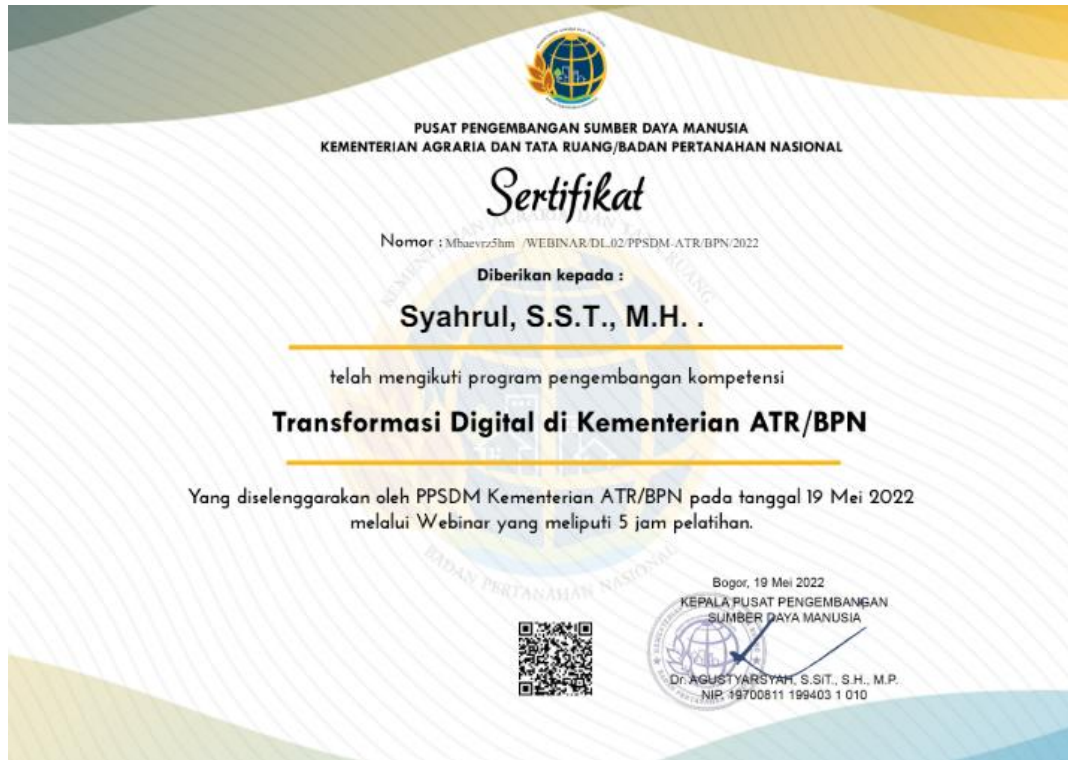 PUSAT PENGEMBANGAN SUMBER DAYA MANUSIA
KEMENTERIAN AGRARIA DAN TATA RUANG/BADAN PERTANAHAN NASIONAL
Sertifikat
Nomor : Mbaevrz5hm /WEBINAR/DL.02/PPSDM-ATR/BPN/2022
Diberikan kepada :
Syahrul, S.S.T., M.H. .
telah mengikuti program pengembangan kompetensi
Transformasi Digital di Kementerian ATR/BPN
Yang diselenggarakan oleh PPSDM Kementerian ATR/BPN pada tanggal 19 Mei 2022
melalui Webinar yang meliputi 5 jam pelatihan.
Bogor, 19 Mei 2022
KEPALA PUSAT PENGEMBANGAN
SUMBER DAYA MANUSIA
Dr. AGUSTYARSYAH, S.SiT., S.H., M.P.
NIP. 19700811 199403 1 010